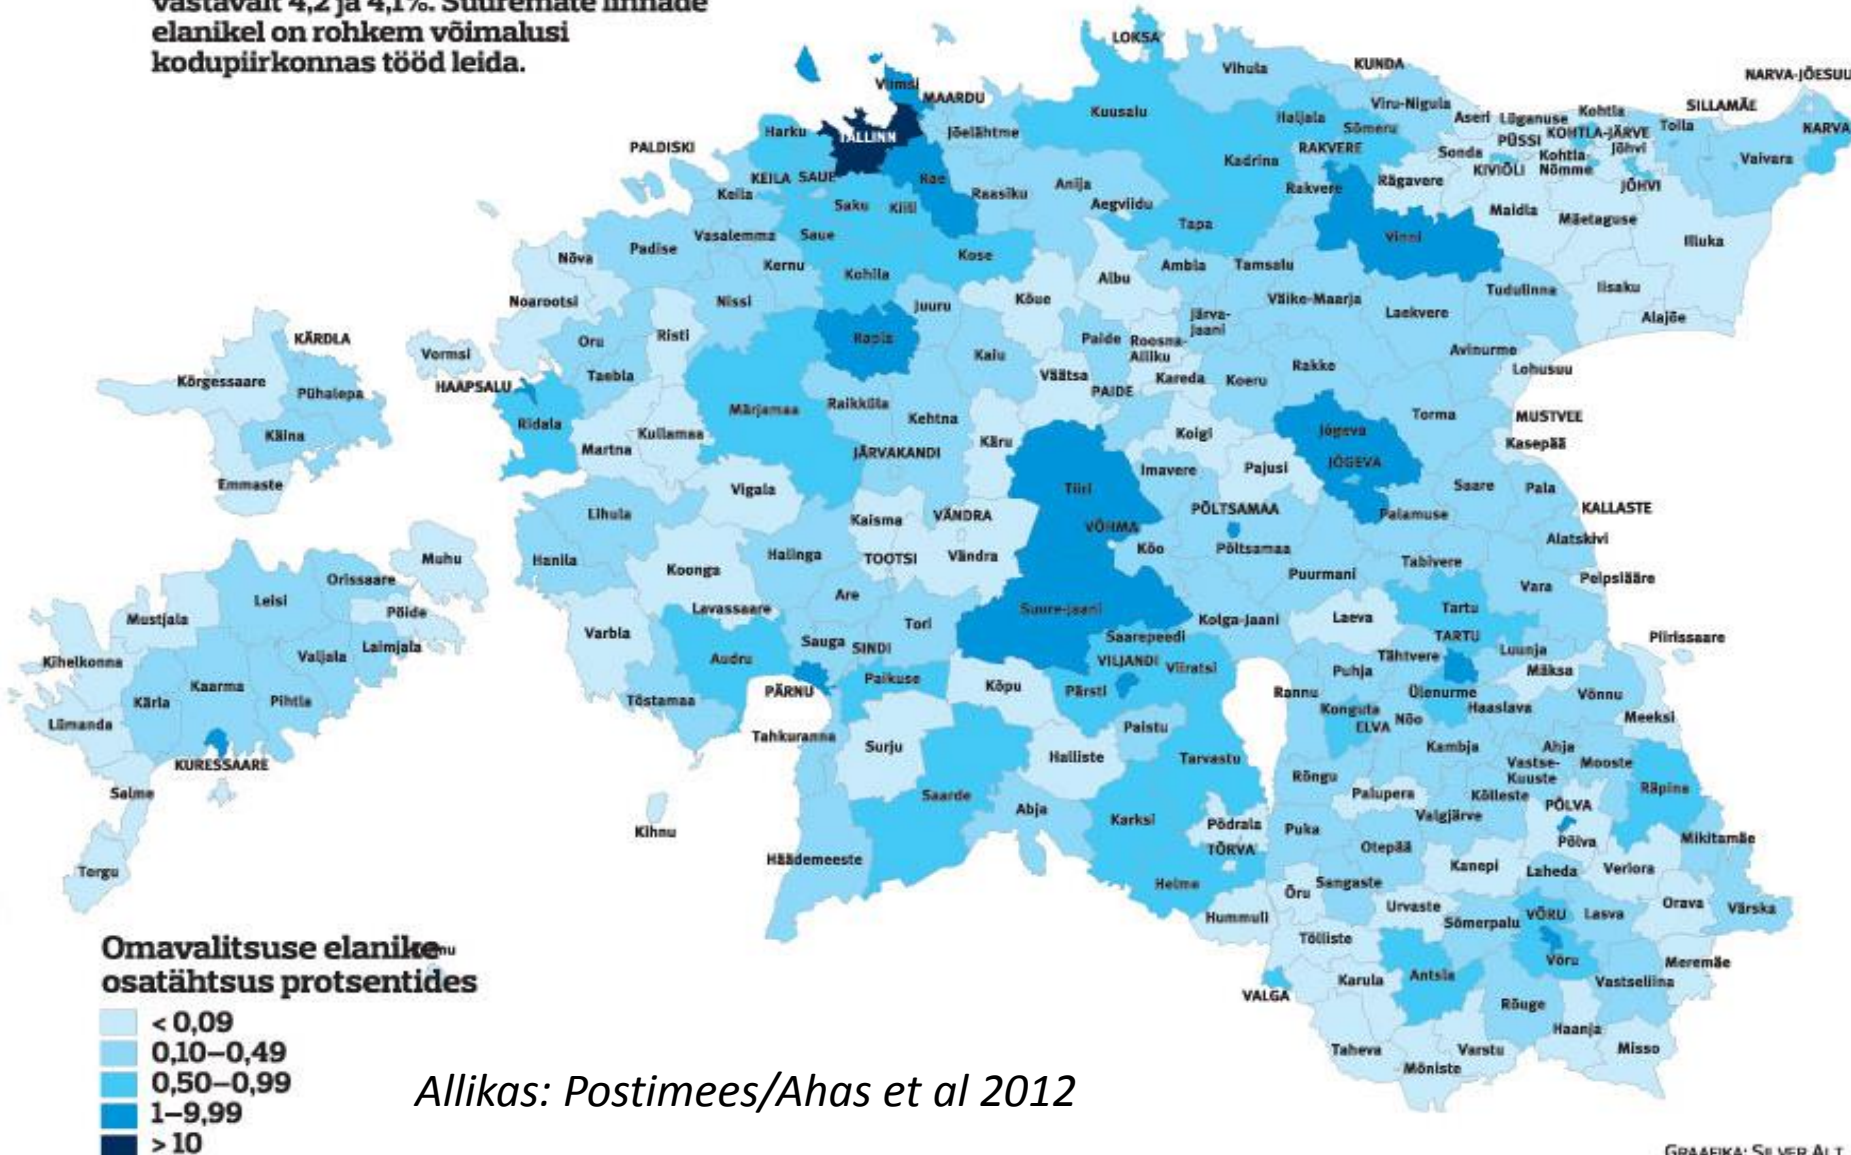 vastavalt 4,2 ja 4,1%. Suuremate linnade
elanikel on rohkem võimalusi
kodupiirkonnas tööd leida.
LOKSA
Vihula
KUNDA
NARVA-JÕESUU
Viimsi
MAARDU
Kuusalu
Haljala
Viru-Nigula
Aseri
Lüganuse
Kohtla
SILLAMÄE
Harku
TALLINN
Jõelähtme
Sõmeru
PÜSSI
KOHTLA-JÄRVE
Toila
NARVA
PALDISKI
Kadrina
RAKVERE
Sonda
Kohtla-
Nõmme
Jõhvi
Vaivara
KEILA
SAUE
Rae
Raasiku
Anija
Rakvere
Rägavere
KIVIÕLI
JÕHVI
Keila
Saku
Kiili
Aegviidu
Maidla
Mäetaguse
Padise
Vasalemma
Saue
Tapa
Vinni
Illuka
Nõva
Kernu
Kohila
Kose
Albu
Ambla
Tamsalu
Noarootsi
Nissi
Juuru
Kõue
Väike-Maarja
Laekvere
Tudulinna
Iisaku
KÄRDLA
Vormsi
Oru
Risti
Rapla
Paide
Roosna-
Alliku
Järva-
Jaani
Alajõe
Kõrgessaare
Pühalepa
HAAPSALU
Taebla
Kaiu
Väätsa
PAIDE
Kareda
Koeru
Rakke
Avinurme
Lohusuu
Käina
Ridala
Märjamaa
Raikküla
Kehtna
Jõgeva
Torma
MUSTVEE
Martna
Kullamaa
JÄRVAKANDI
Käru
Koigi
Kasepää
Emmaste
Vigala
Türi
Imavere
Pajusi
JÕGEVA
Saare
Pala
Lihula
Kaisma
VÄNDRA
VÕHMA
PÕLTSAMAA
Palamuse
KALLASTE
Muhu
Hanila
Koonga
Halinga
TOOTSI
Vändra
Kõo
Põltsamaa
Alatskivi
Orissaare
Leisi
Puurmani
Tabivere
Vara
Peipsiääre
Mustjala
Pöide
Lavassaare
Are
Suure-Jaani
Kolga-Jaani
Laeva
Tartu
Varbla
Sauga
SINDI
Tori
Saarepeedi
TARTU
Piirissaare
Kihelkonna
Valjala
Laimjala
Audru
VILJANDI
Viiratsi
Puhja
Tähtvere
Luunja
Mäksa
Kaarma
Kärla
Pihtla
Tõstamaa
PÄRNU
Paikuse
Kõpu
Pärsti
Rannu
Ülenurme
Võnnu
Lümanda
Tahkuranna
Surju
Paistu
Konguta
ELVA
Nõo
Haaslava
Meeksi
KURESSAARE
Halliste
Tarvastu
Kambja
Ahja
Vastse-
Kuuste
Mooste
Salme
Saarde
Abja
Karksi
Rõngu
Palupera
Kõlleste
PÕLVA
Räpina
Kihnu
Põdrala
Puka
Valgjärve
Põlva
Mikitamäe
Torgu
Häädemeeste
TÕRVA
Otepää
Kanepi
Laheda
Veriora
Helme
Õru
Sangaste
Hummuli
Urvaste
Sõmerpalu
VÕRU
Lasva
Orava
Värska
Tõlliste
Võru
Meremäe
VALGA
Karula
Antsla
Vastseliina
Rõuge
Haanja
Taheva
Varstu
Misso
Mõniste
Omavalitsuse elanike
osatähtsus protsentides
< 0,09
0,10–0,49
0,50–0,99
1–9,99
> 10
Allikas: Postimees/Ahas et al 2012
GRAAFIKA: SILVER ALT